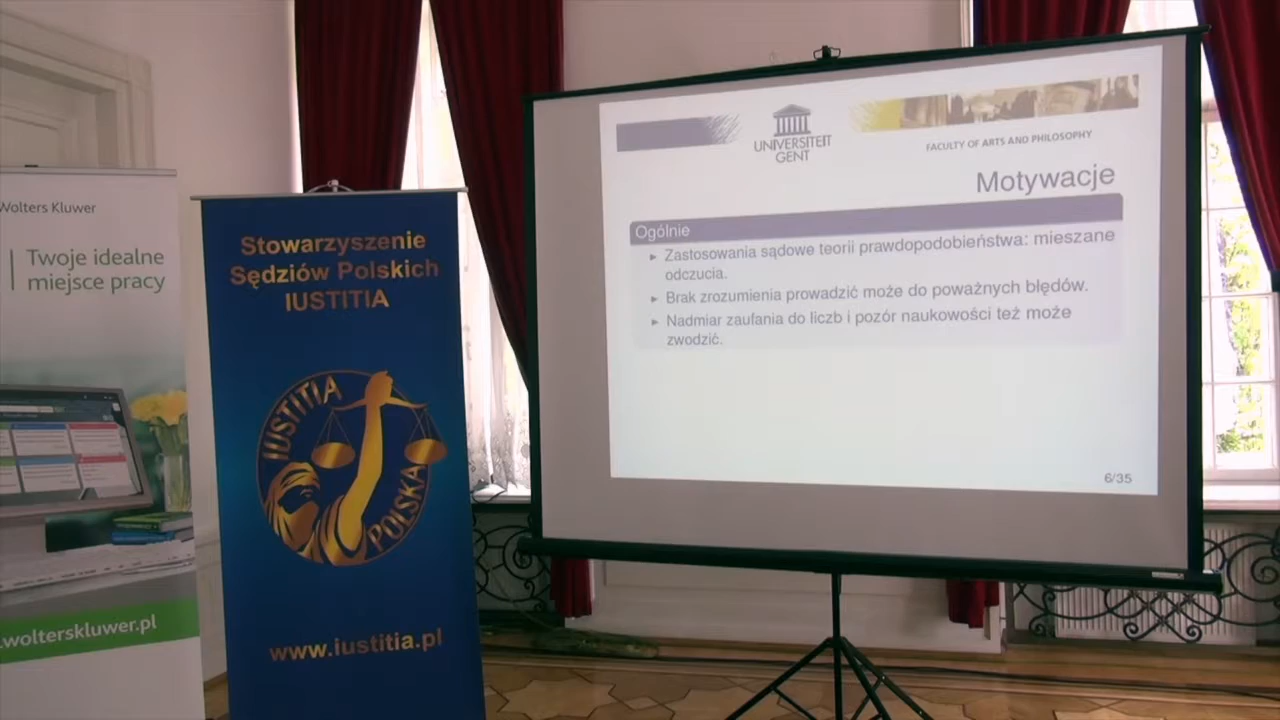 Wolters Kluwer
Twoje idealne
miejsce pracy
.wolterskluwer.pl
Stowarzyszenie
Sędziów Polskich
IUSTITIA
IUSTITIA
POLSKA
www.iustitia.pl
UNIVERSITEIT
GENT
FACULTY OF ARTS AND PHILOSOPHY
Motywacje
Ogólnie
▸ Zastosowania sądowe teorii prawdopodobieństwa: mieszane
odczucia.
▸ Brak zrozumienia prowadzić może do poważnych błędów.
▸ Nadmiar zaufania do liczb i pozór naukowości też może
zwodzić.
6/35